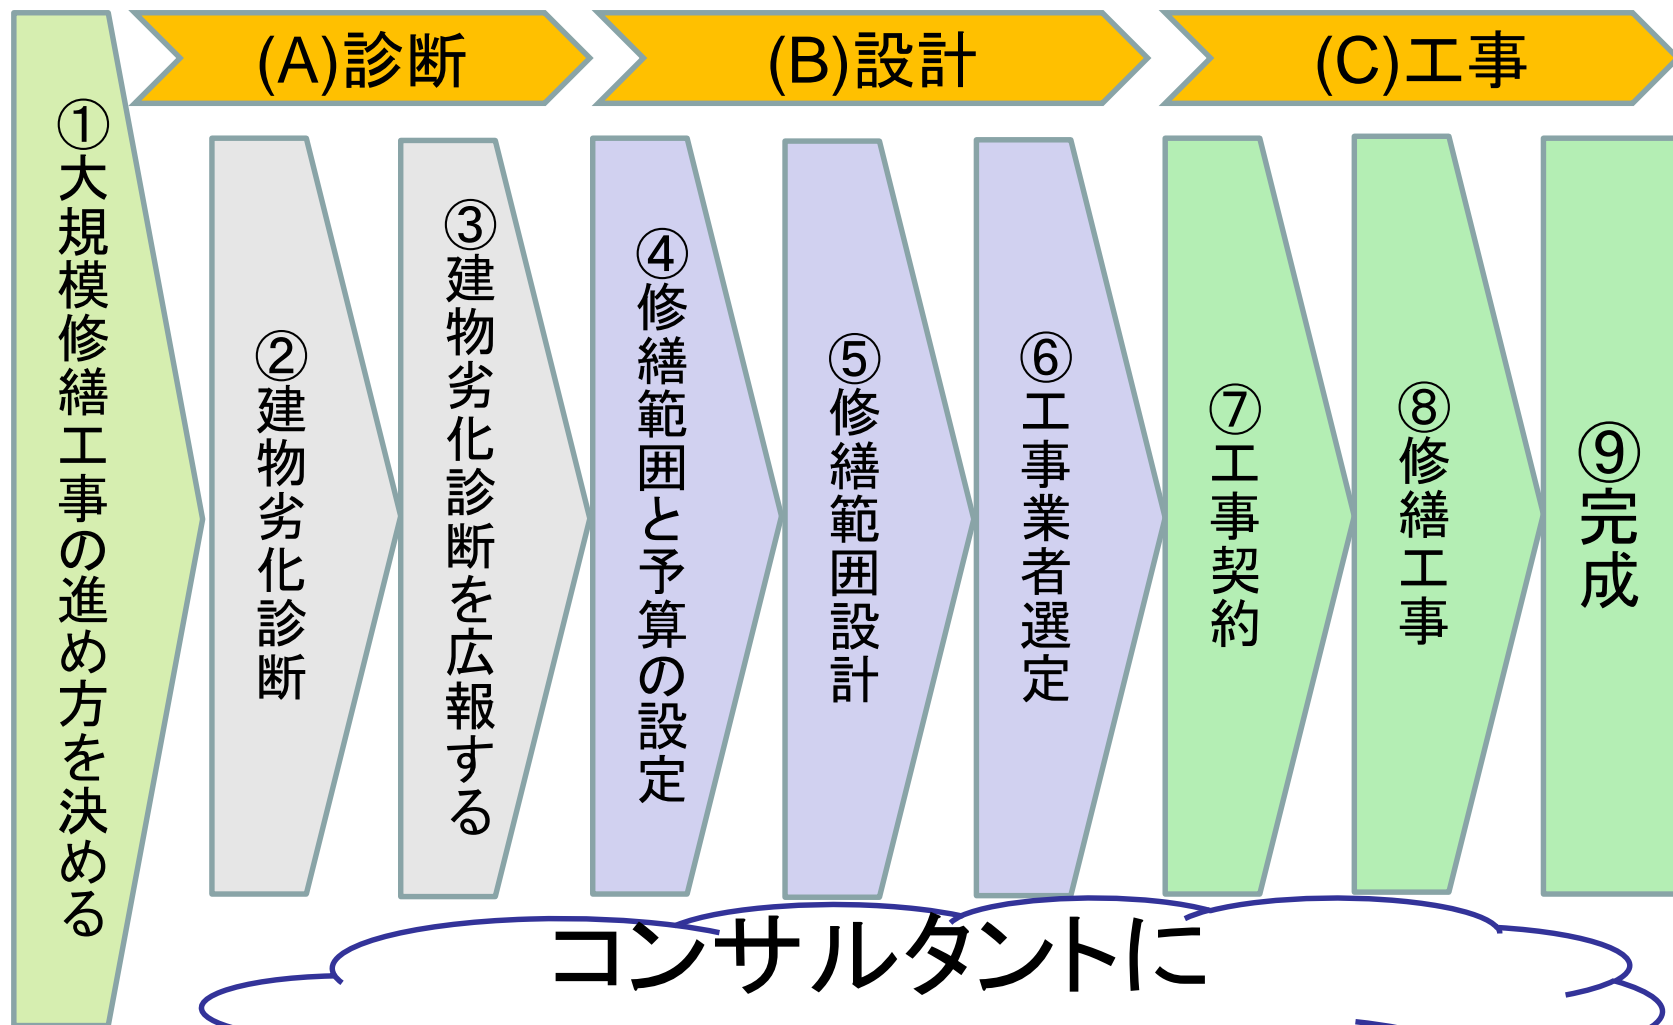 (A)診断
(B)設計
(C)工事
①大規模修繕工事の進め方を決める
②建物劣化診断
③建物劣化診断を広報する
④修繕範囲と予算の設定
⑤修繕範囲設計
⑥工事業者選定
⑦工事契約
⑧修繕工事
⑨完成
コンサルタントに